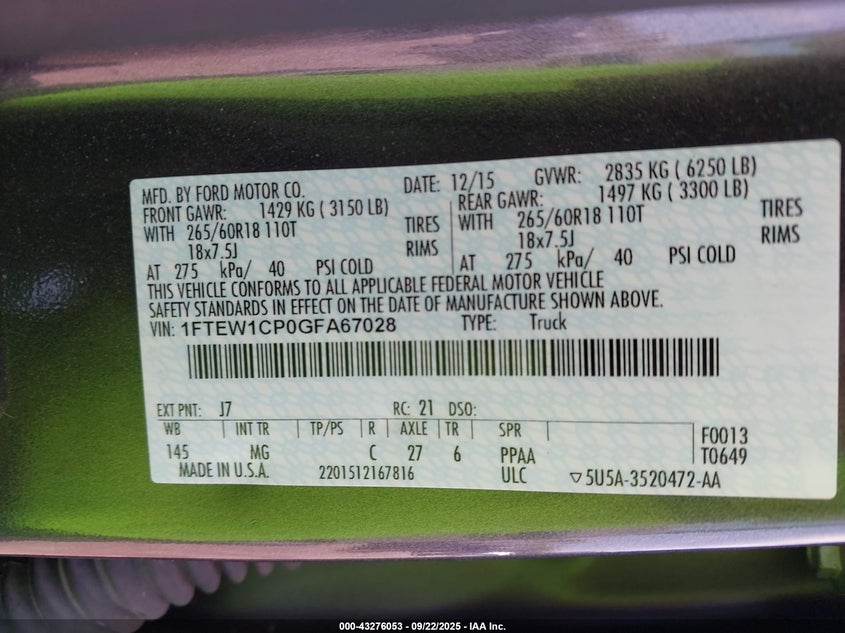 MFD. BY FORD MOTOR CO. DATE: 12/15 GVWR: 2835 KG ( 6250 LB)
FRONT GAWR: 1429 KG ( 3150 LB) REAR GAWR: 1497 KG ( 3300 LB)
WITH 265/60R18 110T TIRES WITH 265/60R18 110T TIRES
18x7.5J RIMS 18x7.5J RIMS
AT 275 kPa/ 40 PSI COLD AT 275 kPa/ 40 PSI COLD
THIS VEHICLE CONFORMS TO ALL APPLICABLE FEDERAL MOTOR VEHICLE
SAFETY STANDARDS IN EFFECT ON THE DATE OF MANUFACTURE SHOWN ABOVE.
VIN: 1FTEW1CP0GFA67028 TYPE: Truck
EXT PNT: J7 RC: 21 DSO:
WB INT TR TP/PS R AXLE TR SPR F0013
145 MG C 27 6 PPAA T0649
MADE IN U.S.A. 2201512167816 ULC ▽5U5A-3520472-AA
000-43276053 - 09/22/2025 - IAA Inc.